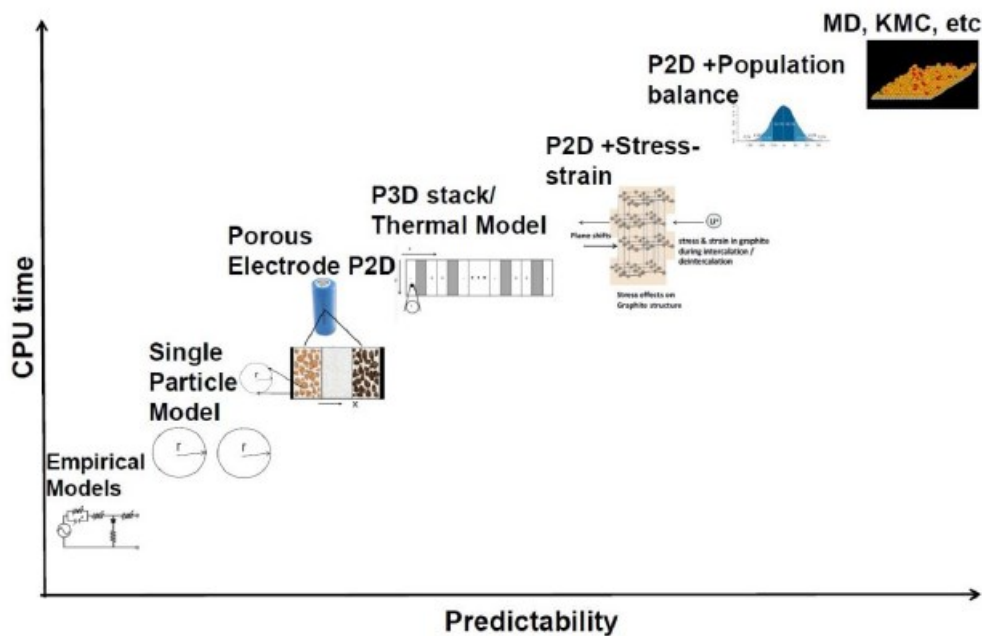 MD, KMC, etc
P2D +Population
balance
P2D +Stress-
strain
Li+
Plane shifts
stress & strain in graphite
during intercalation /
deintercalation
Stress effects on
Graphite structure
P3D stack/
Thermal Model
Porous
Electrode P2D
r
x
Single
Particle
Model
r
r
Empirical
Models
CPU time
Predictability